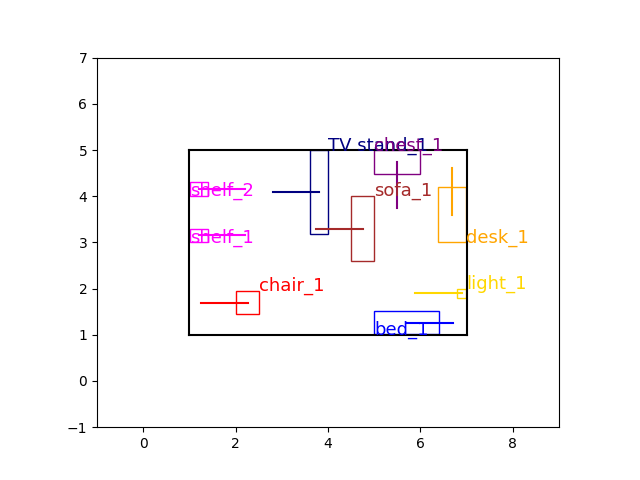 7
6
5
4
3
2
1
0
−1
0
2
4
6
8
TV stand_1
chest_1
shelf_2
sofa_1
shelf_1
desk_1
chair_1
light_1
bed_1